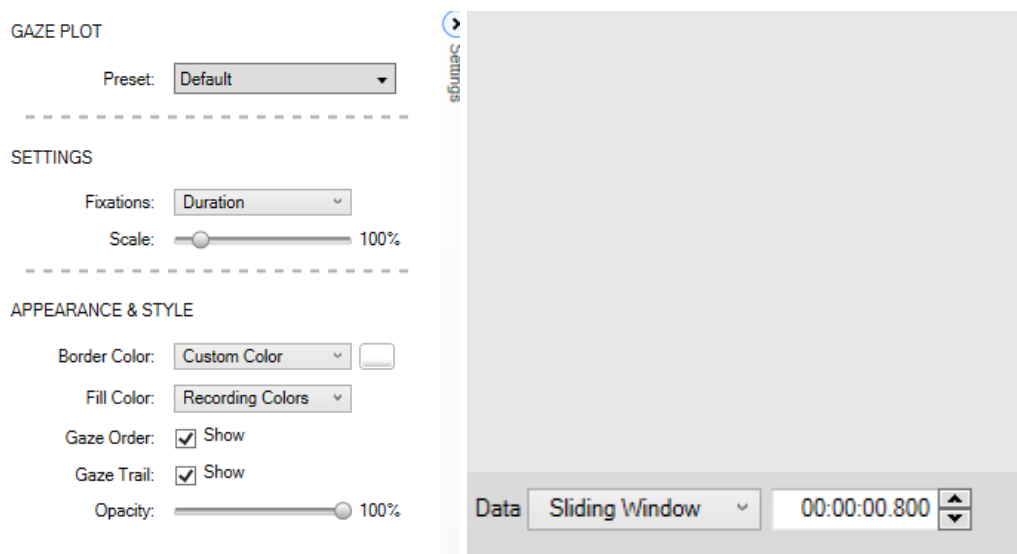 GAZE PLOT
Preset: Default
SETTINGS
Fixations: Duration
Scale: 100%
APPEARANCE & STYLE
Border Color: Custom Color
Fill Color: Recording Colors
Gaze Order: Show
Gaze Trail: Show
Opacity: 100%
Settings
Data Sliding Window 00:00:00.800